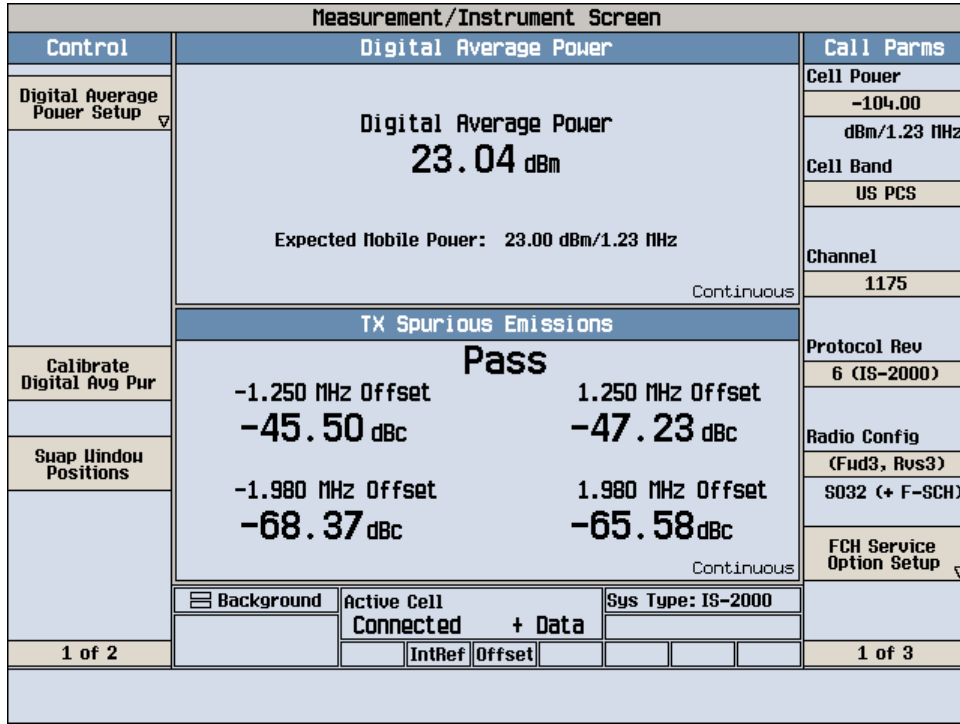 Measurement/Instrument Screen
Control
Digital Average
Power Setup
Calibrate
Digital Avg Pwr
Swap Window
Positions
1 of 2
Digital Average Power
Digital Average Power
23.04 dBm
Expected Mobile Power: 23.00 dBm/1.23 MHz
Continuous
TX Spurious Emissions
Pass
-1.250 MHz Offset 1.250 MHz Offset
-45.50 dBc -47.23 dBc
-1.980 MHz Offset 1.980 MHz Offset
-68.37 dBc -65.58 dBc
Continuous
Background
Active Cell
Connected + Data
Sys Type: IS-2000
IntRef Offset
Call Parms
Cell Power
-104.00
dBm/1.23 MHz
Cell Band
US PCS
Channel
1175
Protocol Rev
6 (IS-2000)
Radio Config
(Fwd3, Rvs3)
SO32 (+ F-SCH)
FCH Service
Option Setup
1 of 3